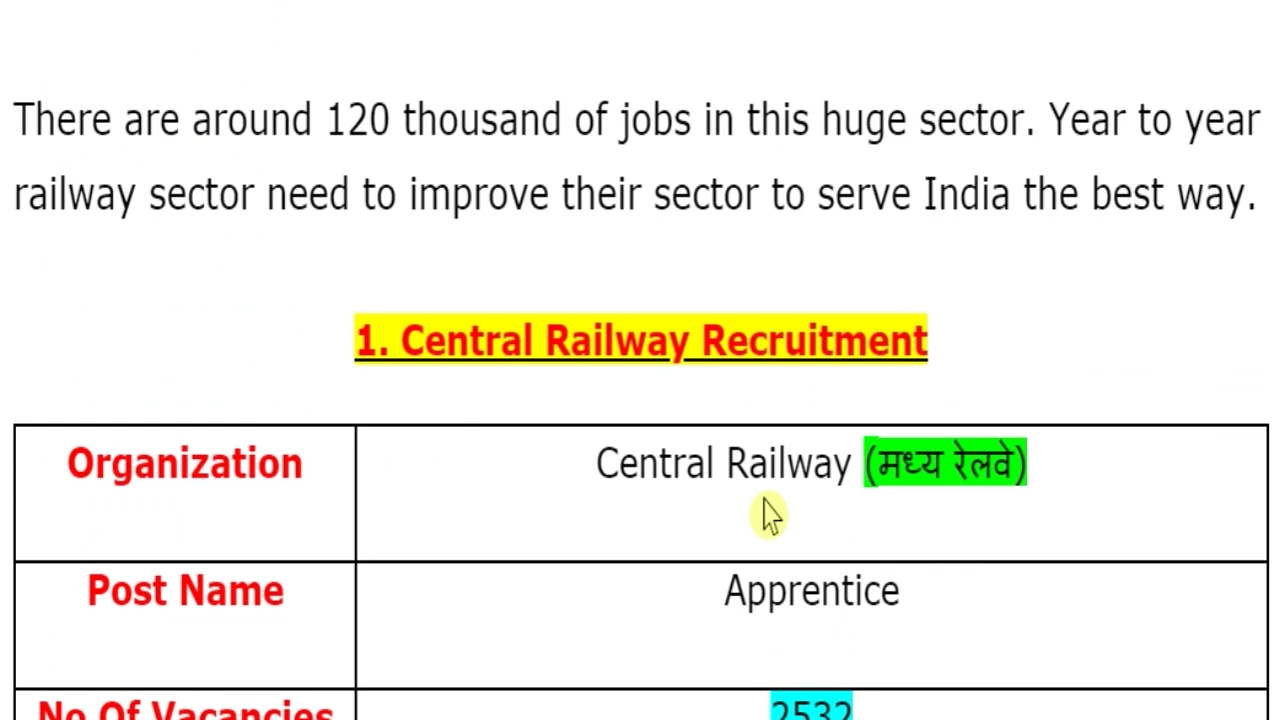 There are around 120 thousand of jobs in this huge sector. Year to year
railway sector need to improve their sector to serve India the best way.
1. Central Railway Recruitment
Organization Central Railway (मध्य रेलवे)
Post Name Apprentice
No Of Vacancies 2532